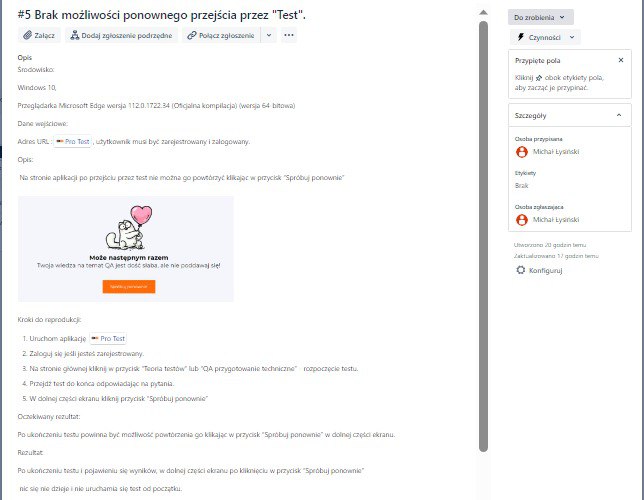 #5 Brak możliwości ponownego przejścia przez "Test".
Załącz
Dodaj zgłoszenie podrzędne
Połącz zgłoszenie
Opis
Środowisko:
Windows 10,
Przeglądarka Microsoft Edge wersja 112.0.1722.34 (Oficjalna kompilacja) (wersja 64-bitowa)
Dane wejściowe:
Adres URL : Pro Test , użytkownik musi być zarejestrowany i zalogowany.
Opis:
Na stronie aplikacji po przejściu przez test nie można go powtórzyć klikając w przycisk "Spróbuj ponownie"
Może następnym razem
Twoja wiedza na temat QA jest dość słaba, ale nie poddawaj się!
Spróbuj ponownie
Kroki do reprodukcji:
1. Uruchom aplikację Pro Test
2. Zaloguj się jeśli jesteś zarejestrowany.
3. Na stronie głównej kliknij w przycisk "Teoria testów" lub "QA przygotowanie techniczne" rozpoczęcie testu.
4. Przejdź test do końca odpowiadając na pytania.
5. W dolnej części ekranu kliknij przycisk "Spróbuj ponownie"
Oczekiwany rezultat:
Po ukończeniu testu powinna być możliwość powtórzenia go klikając w przycisk "Spróbuj ponownie" w dolnej części ekranu.
Rezultat:
Po ukończeniu testu i pojawieniu się wyników, w dolnej części ekranu po kliknięciu w przycisk "Spróbuj ponownie"
nic się nie dzieje i nie uruchamia się test od początku.
Do zrobienia
Czynności
Przypięte pola
Kliknij obok etykiety pola,
aby zacząć je przypinać.
Szczegóły
Osoba przypisana
Michał Łysiński
Etykiety
Brak
Osoba zgłaszająca
Michał Łysiński
Utworzono 20 godzin temu
Zaktualizowano 17 godzin temu
Konfiguruj